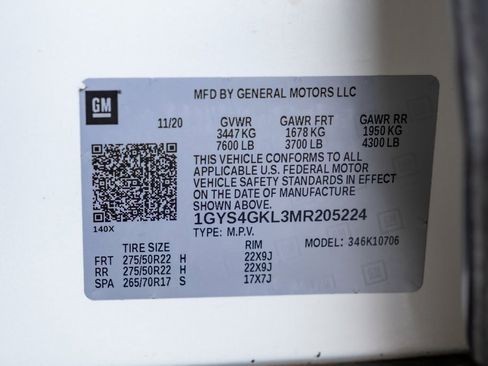 GM
MFD BY GENERAL MOTORS LLC
11/20 GVWR GAWR FRT GAWR RR
3447 KG 1678 KG 1950 KG
7600 LB 3700 LB 4300 LB
THIS VEHICLE CONFORMS TO ALL
APPLICABLE U.S. FEDERAL MOTOR
VEHICLE SAFETY STANDARDS IN EFFECT
ON THE DATE OF MANUFACTURE
SHOWN ABOVE.
1GYS4GKL3MR205224
140X TYPE: M.P.V.
TIRE SIZE RIM MODEL: 346K10706
FRT 275/50R22 H 22X9J
RR 275/50R22 H 22X9J
SPA 265/70R17 S 17X7J